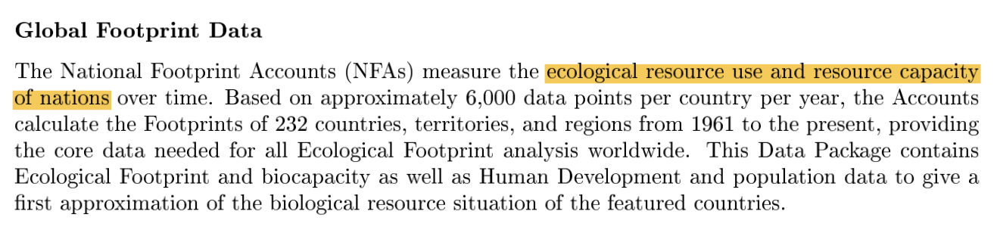 Global Footprint Data
The National Footprint Accounts (NFAs) measure the ecological resource use and resource capacity
of nations over time. Based on approximately 6,000 data points per country per year, the Accounts
calculate the Footprints of 232 countries, territories, and regions from 1961 to the present, providing
the core data needed for all Ecological Footprint analysis worldwide. This Data Package contains
Ecological Footprint and biocapacity as well as Human Development and population data to give a
first approximation of the biological resource situation of the featured countries.